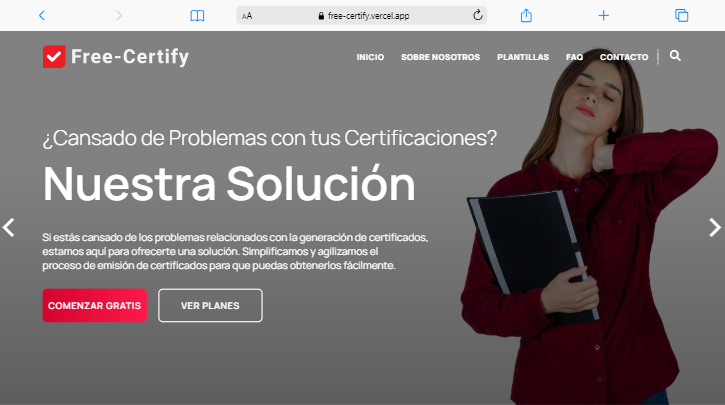 AA free-certify.vercel.app
Free-Certify
INICIO SOBRE NOSOTROS PLANTILLAS FAQ CONTACTO
¿Cansado de Problemas con tus Certificaciones?
Nuestra Solución
Si estás cansado de los problemas relacionados con la generación de certificados,
estamos aquí para ofrecerte una solución. Simplificamos y agilizamos el
proceso de emisión de certificados para que puedas obtenerlos fácilmente.
COMENZAR GRATIS VER PLANES